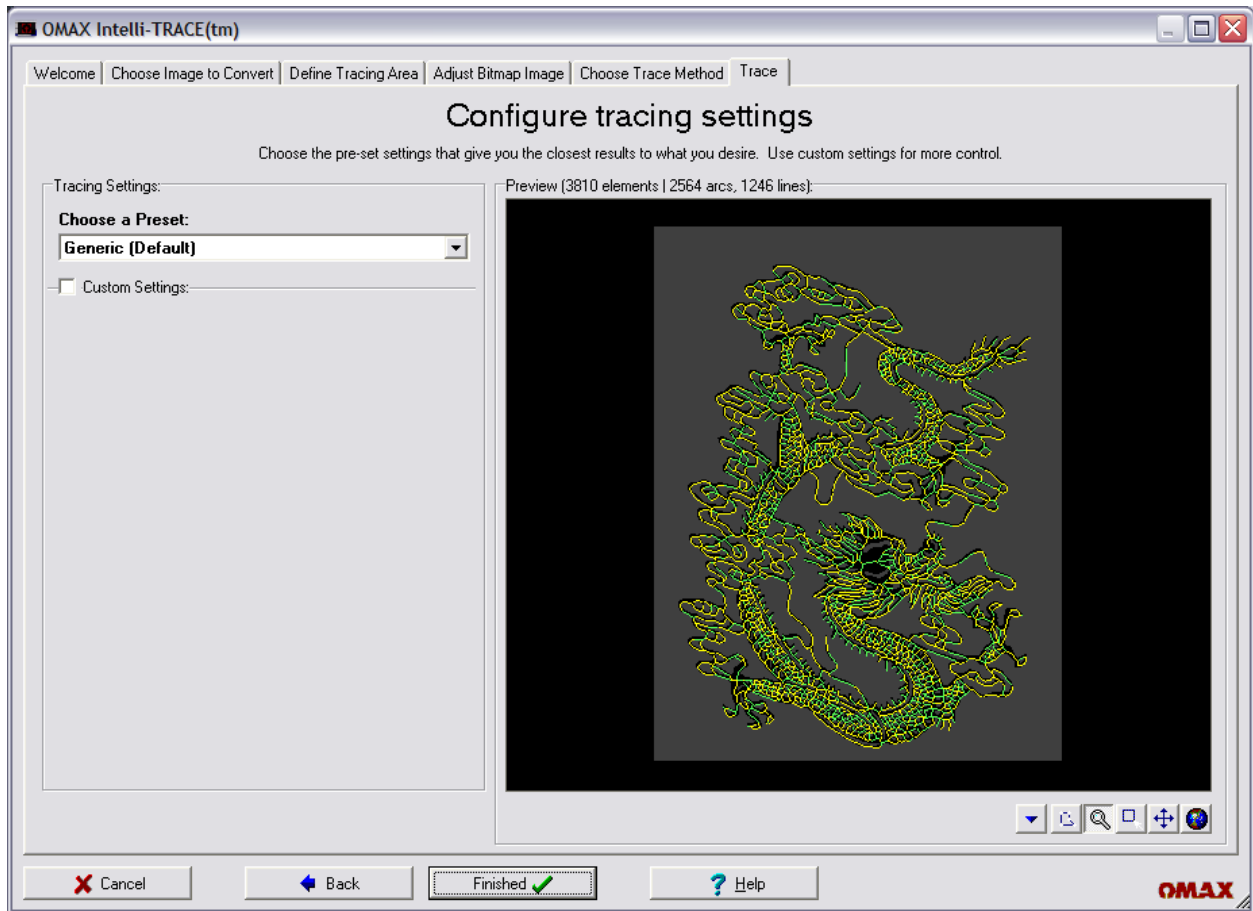 OMAX Intelli-TRACE(tm)
Welcome Choose Image to Convert Define Tracing Area Adjust Bitmap Image Choose Trace Method Trace
Configure tracing settings
Choose the pre-set settings that give you the closest results to what you desire. Use custom settings for more control.
Tracing Settings:
Preview (3810 elements | 2564 arcs, 1246 lines):
Choose a Preset:
Generic (Default)
Custom Settings:
Cancel Back Finished Help
OMAX